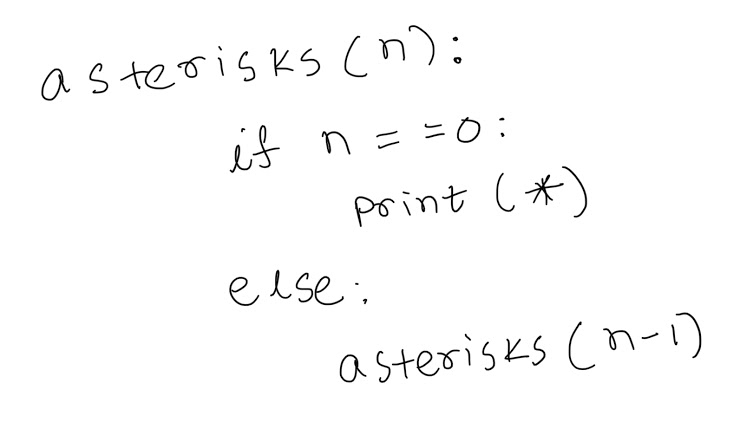 asterisks (n):
if n = = 0:
print (*)
else:
asterisks (n-1)